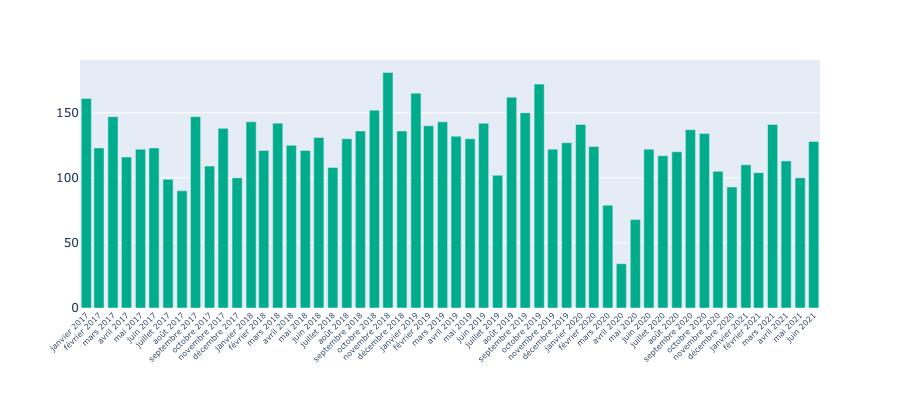 150
100
50
0
janvier 2017
février 2017
mars 2017
avril 2017
mai 2017
juin 2017
juillet 2017
août 2017
septembre 2017
octobre 2017
novembre 2017
décembre 2017
janvier 2018
février 2018
mars 2018
avril 2018
mai 2018
juin 2018
juillet 2018
août 2018
septembre 2018
octobre 2018
novembre 2018
décembre 2018
janvier 2019
février 2019
mars 2019
avril 2019
mai 2019
juin 2019
juillet 2019
août 2019
septembre 2019
octobre 2019
novembre 2019
décembre 2019
janvier 2020
février 2020
mars 2020
avril 2020
mai 2020
juin 2020
juillet 2020
août 2020
septembre 2020
octobre 2020
novembre 2020
décembre 2020
janvier 2021
février 2021
mars 2021
avril 2021
mai 2021
juin 2021